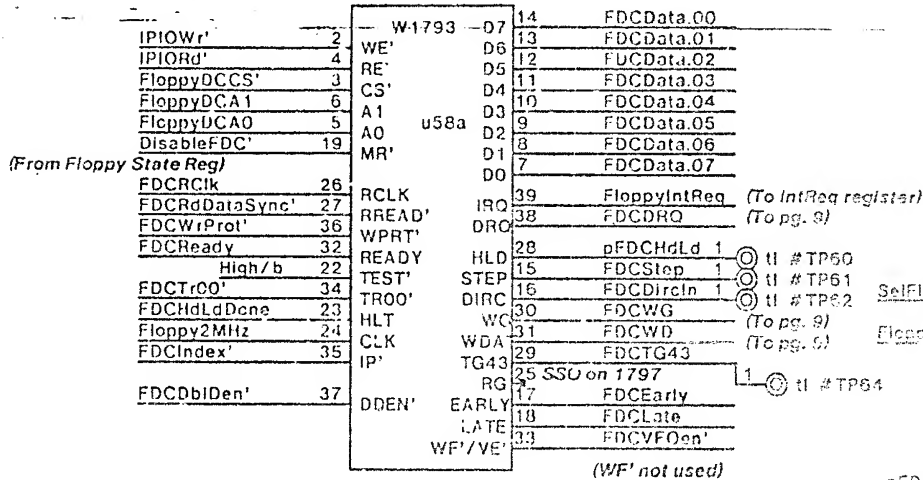 W1793 D7 14 FDCData.00
IPIOWr' 2 WE' D6 13 FDCData.01
IPIORd' 4 RE' D5 12 FDCData.02
FloppyDCCS' 3 CS' D4 11 FDCData.03
FloppyDCA1 6 A1 D3 10 FDCData.04
FloppyDCA0 5 A0 u58a D2 9 FDCData.05
DisableFDC' 19 MR' D1 8 FDCData.06
(From Floppy State Reg) D0 7 FDCData.07
FDCRClk 26 RCLK IRQ 39 FloppyIntReq (To IntReq register)
FDCRdDataSync' 27 RREAD' DRQ 38 FDCDRQ (To pg. 9)
FDCWrProt' 36 WPRT'
FDCReady 32 READY HLD 28 pFDCHdLd 1 tl #TP60
High/b 22 TEST' STEP 15 FDCStep 1 tl #TP61
FDCTr00' 34 TR00' DIRC 16 FDCDircIn 1 tl #TP62
FDCHdLdDone 23 HLT WG 30 FDCWG (To pg. 9)
Floppy2MHz 24 CLK WDA 31 FDCWD
FDCIndex' 35 IP' TG43 29 FDCTG43 1 tl #TP64
RG 25 SSO on 1797
FDCDblDen' 37 DDEN' EARLY 17 FDCEarly
LATE 18 FDCLate
WF'/VE' 33 FDCVFOen'
(WF' not used)